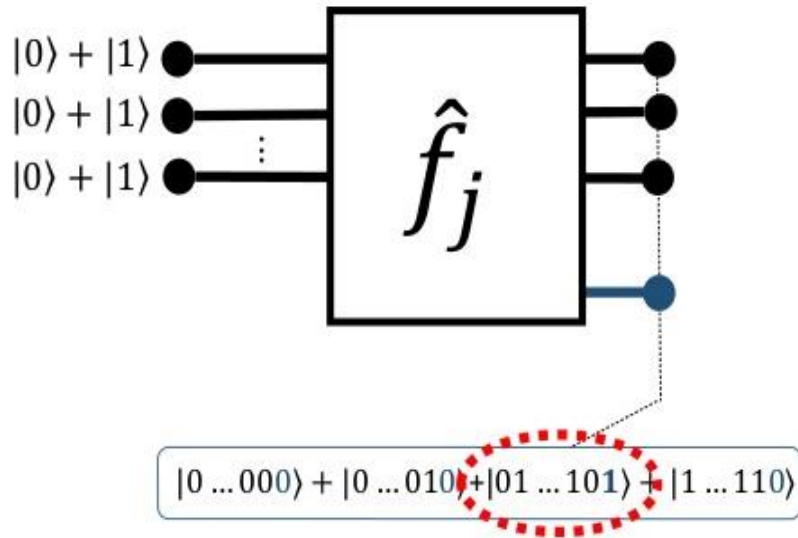 |0⟩ + |1⟩
|0⟩ + |1⟩
⋮
|0⟩ + |1⟩
f̂ⱼ
|0 ...000⟩ + |0 ...010⟩+|01 ...101⟩ + |1 ...110⟩